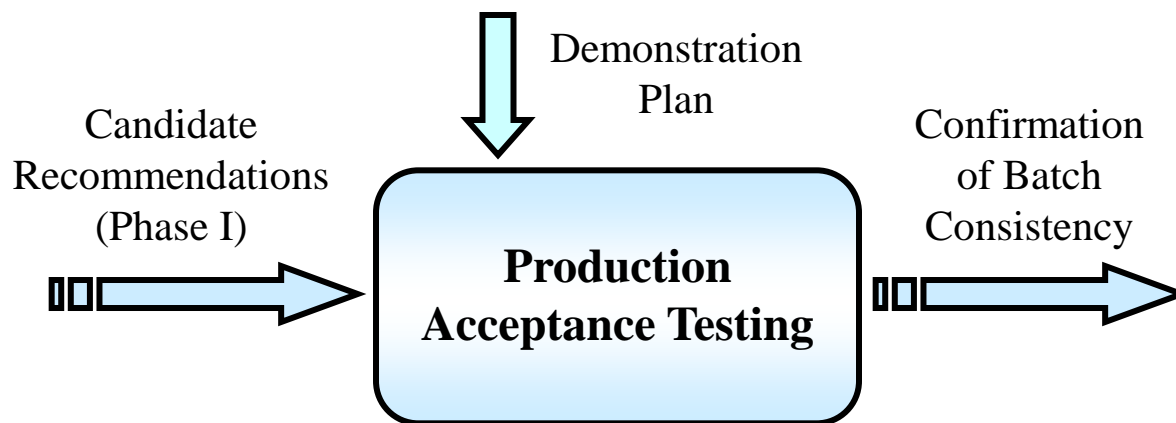 Demonstration
Plan
Candidate
Recommendations
(Phase I)
Confirmation
of Batch
Consistency
Production
Acceptance Testing